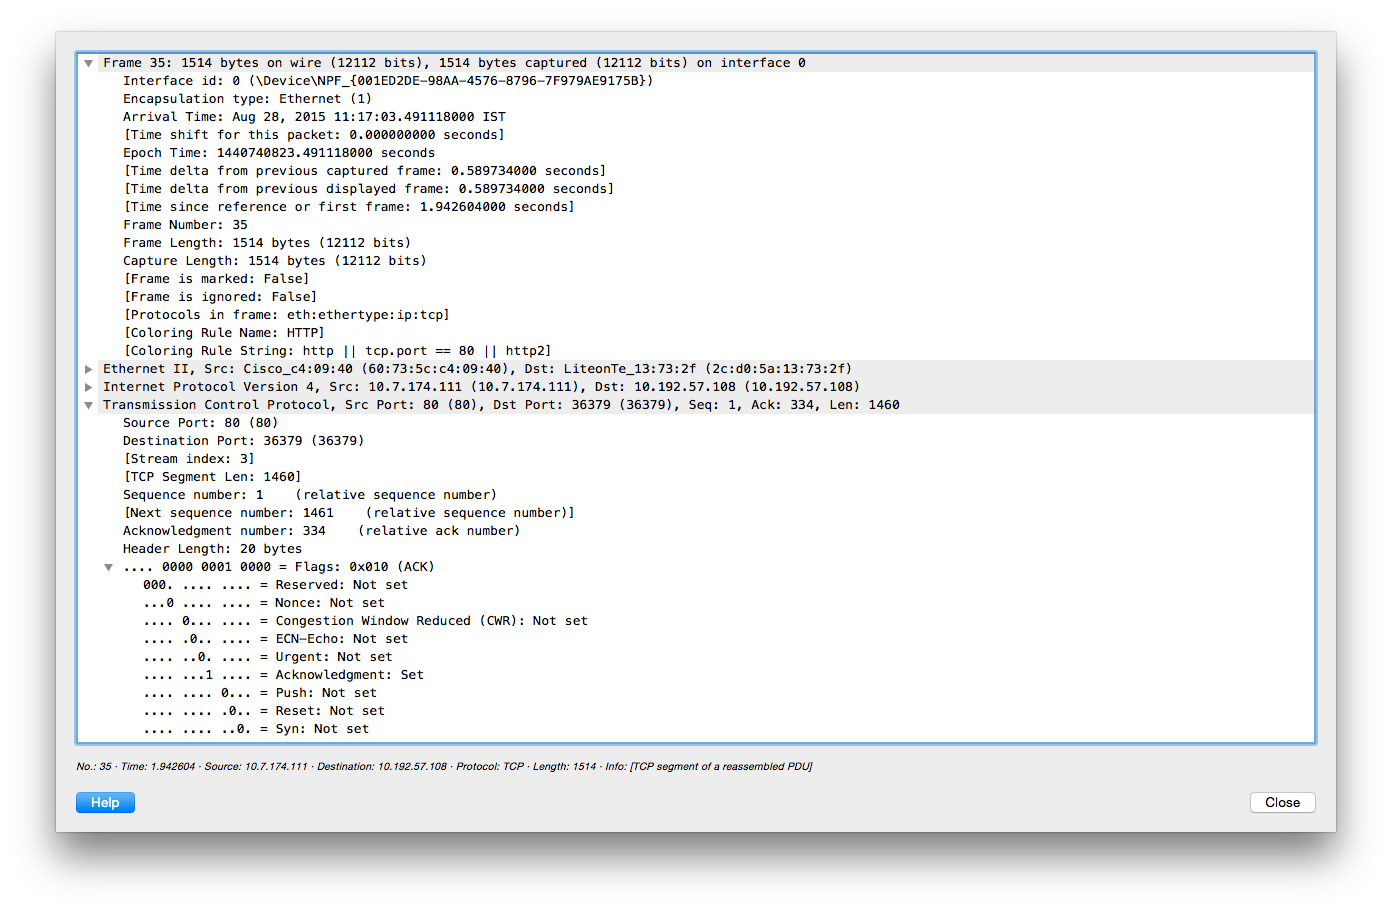 Frame 35: 1514 bytes on wire (12112 bits), 1514 bytes captured (12112 bits) on interface 0
Interface id: 0 (\Device\NPF_{001ED2DE-98AA-4576-8796-7F979AE9175B})
Encapsulation type: Ethernet (1)
Arrival Time: Aug 28, 2015 11:17:03.491118000 IST
[Time shift for this packet: 0.000000000 seconds]
Epoch Time: 1440740823.491118000 seconds
[Time delta from previous captured frame: 0.589734000 seconds]
[Time delta from previous displayed frame: 0.589734000 seconds]
[Time since reference or first frame: 1.942604000 seconds]
Frame Number: 35
Frame Length: 1514 bytes (12112 bits)
Capture Length: 1514 bytes (12112 bits)
[Frame is marked: False]
[Frame is ignored: False]
[Protocols in frame: eth:ethertype:ip:tcp]
[Coloring Rule Name: HTTP]
[Coloring Rule String: http || tcp.port == 80 || http2]
Ethernet II, Src: Cisco_c4:09:40 (60:73:5c:c4:09:40), Dst: LiteonTe_13:73:2f (2c:d0:5a:13:73:2f)
Internet Protocol Version 4, Src: 10.7.174.111 (10.7.174.111), Dst: 10.192.57.108 (10.192.57.108)
Transmission Control Protocol, Src Port: 80 (80), Dst Port: 36379 (36379), Seq: 1, Ack: 334, Len: 1460
Source Port: 80 (80)
Destination Port: 36379 (36379)
[Stream index: 3]
[TCP Segment Len: 1460]
Sequence number: 1    (relative sequence number)
[Next sequence number: 1461    (relative sequence number)]
Acknowledgment number: 334    (relative ack number)
Header Length: 20 bytes
.... 0000 0001 0000 = Flags: 0x010 (ACK)
000. .... .... = Reserved: Not set
...0 .... .... = Nonce: Not set
.... 0... .... = Congestion Window Reduced (CWR): Not set
.... .0.. .... = ECN-Echo: Not set
.... ..0. .... = Urgent: Not set
.... ...1 .... = Acknowledgment: Set
.... .... 0... = Push: Not set
.... .... .0.. = Reset: Not set
.... .... ..0. = Syn: Not set
No.: 35 · Time: 1.942604 · Source: 10.7.174.111 · Destination: 10.192.57.108 · Protocol: TCP · Length: 1514 · Info: [TCP segment of a reassembled PDU]
Help
Close